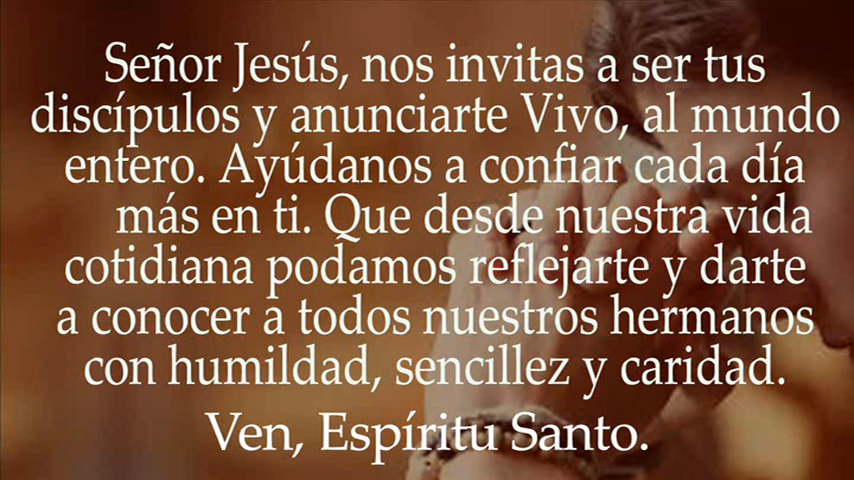 Señor Jesús, nos invitas a ser tus
discípulos y anunciarte Vivo, al mundo
entero. Ayúdanos a confiar cada día
más en ti. Que desde nuestra vida
cotidiana podamos reflejarte y darte
a conocer a todos nuestros hermanos
con humildad, sencillez y caridad.
Ven, Espíritu Santo.